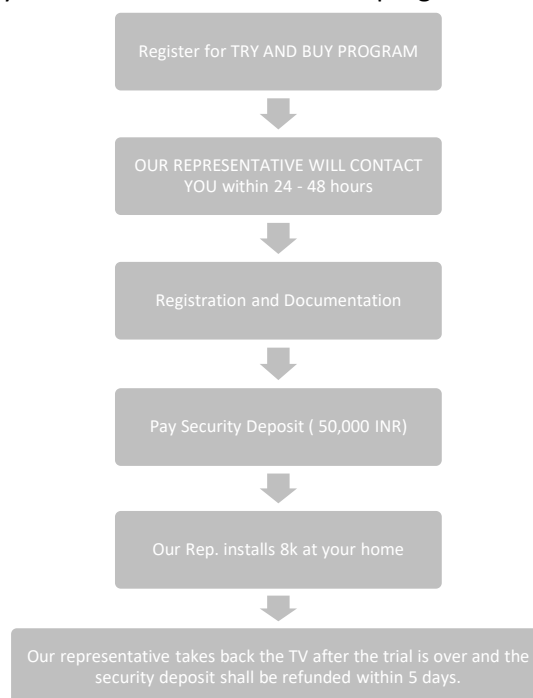 Register for TRY AND BUY PROGRAM
OUR REPRESENTATIVE WILL CONTACT
YOU within 24 - 48 hours
Registration and Documentation
Pay Security Deposit ( 50,000 INR)
Our Rep. installs 8k at your home
Our representative takes back the TV after the trial is over and the
security deposit shall be refunded within 5 days.